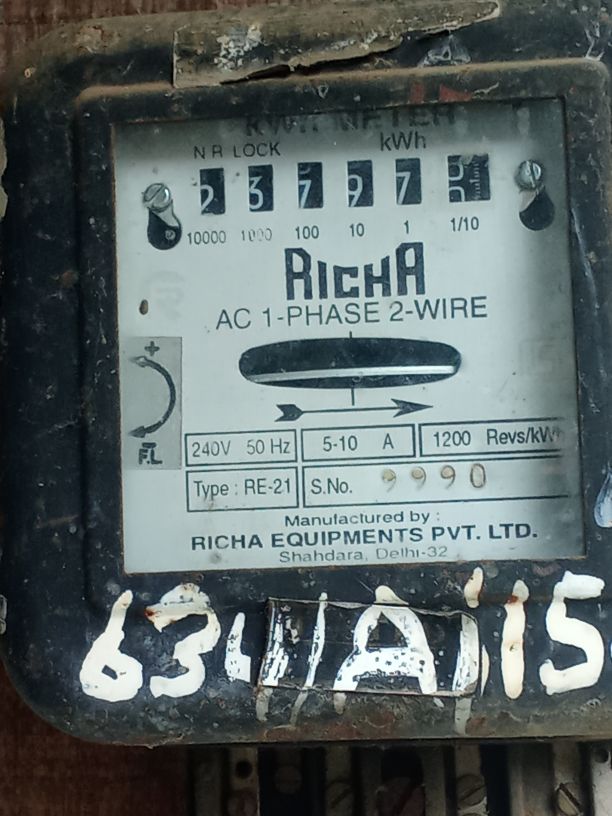 KWH METER
N R LOCK kWh
2 3 7 9 7
10000 1000 100 10 1 1/10
RICHA
AC 1-PHASE 2-WIRE
+
F.L
240V 50 Hz 5-10 A 1200 Revs/kWh
Type : RE-21 S.No. 9990
Manufactured by :
RICHA EQUIPMENTS PVT. LTD.
Shahdara, Delhi-32
63 A 15